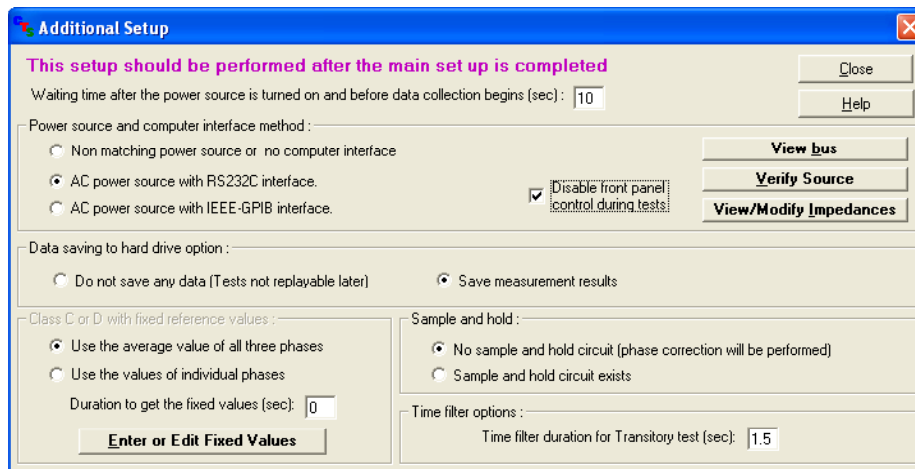 Additional Setup
This setup should be performed after the main set up is completed
Close
Waiting time after the power source is turned on and before data collection begins (sec) : 10
Help
Power source and computer interface method :
Non matching power source or no computer interface
View bus
AC power source with RS232C interface.
Disable front panel
control during tests
Verify Source
AC power source with IEEE-GPIB interface.
View/Modify Impedances
Data saving to hard drive option :
Do not save any data (Tests not replayable later)
Save measurement results
Class C or D with fixed reference values :
Use the average value of all three phases
Use the values of individual phases
Duration to get the fixed values (sec): 0
Enter or Edit Fixed Values
Sample and hold :
No sample and hold circuit (phase correction will be performed)
Sample and hold circuit exists
Time filter options :
Time filter duration for Transitory test (sec): 1.5